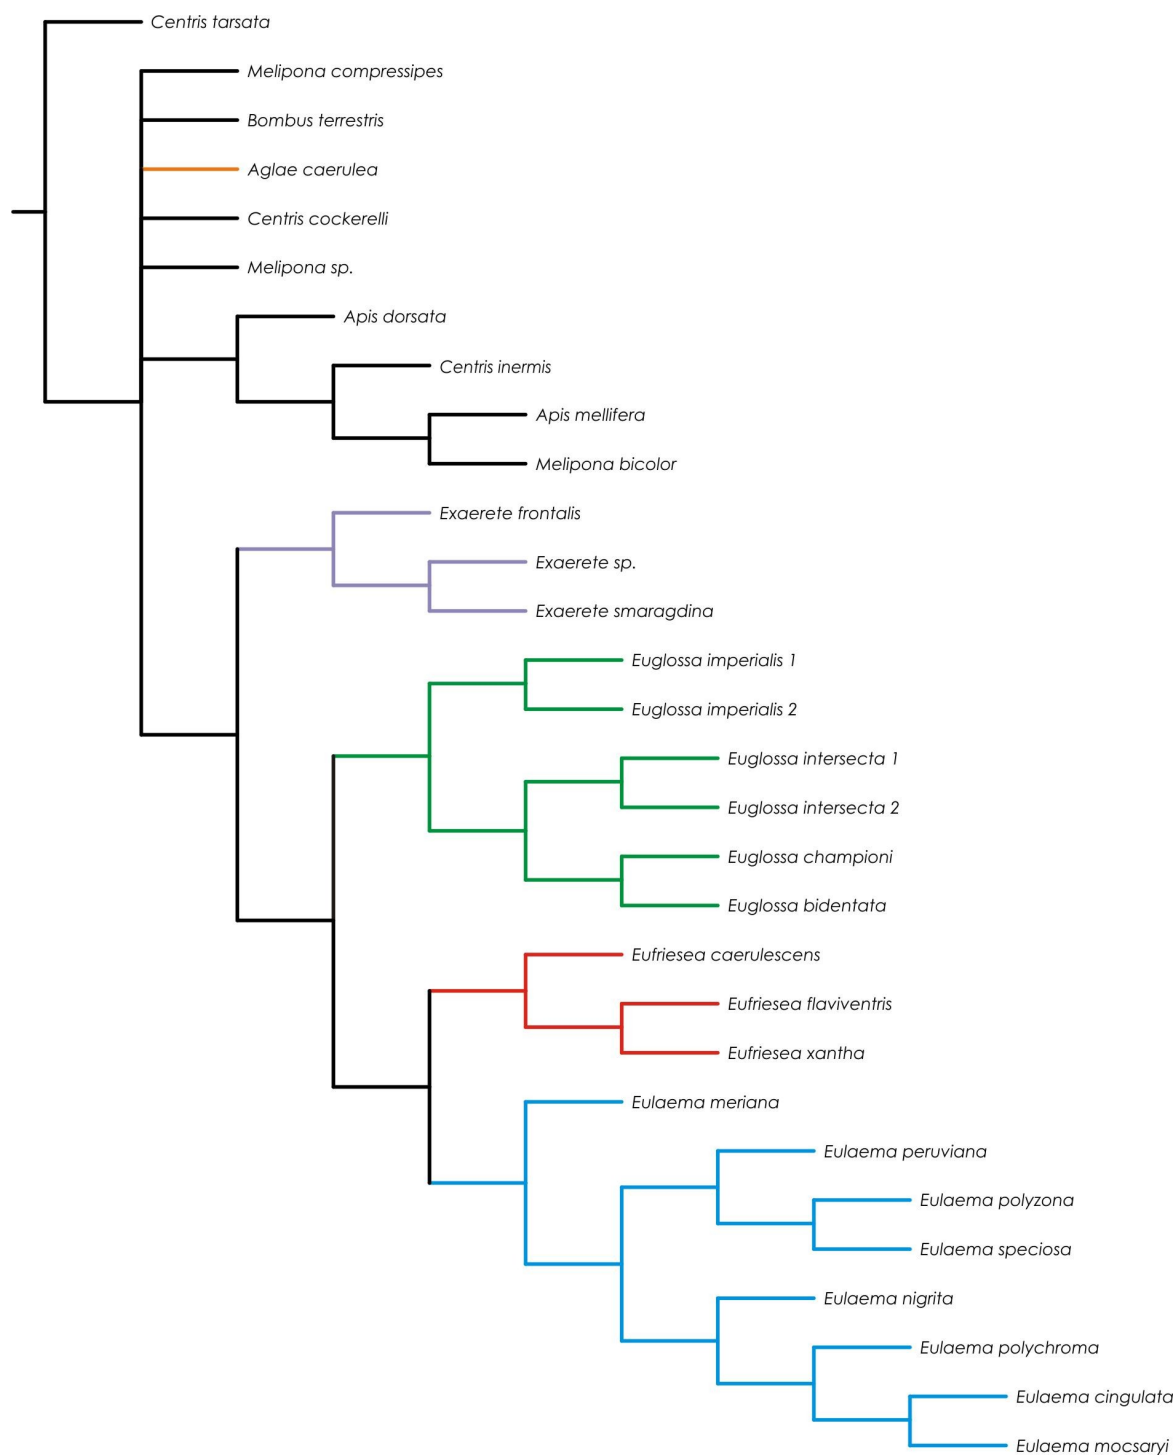 Centris tarsata
Melipona compressipes
Bombus terrestris
Aglae caerulea
Centris cockerelli
Melipona sp.
Apis dorsata
Centris inermis
Apis mellifera
Melipona bicolor
Exaerete frontalis
Exaerete sp.
Exaerete smaragdina
Euglossa imperialis 1
Euglossa imperialis 2
Euglossa intersecta 1
Euglossa intersecta 2
Euglossa championi
Euglossa bidentata
Eufriesea caerulescens
Eufriesea flaviventris
Eufriesea xantha
Eulaema meriana
Eulaema peruviana
Eulaema polyzona
Eulaema speciosa
Eulaema nigrita
Eulaema polychroma
Eulaema cingulata
Eulaema mocsaryi